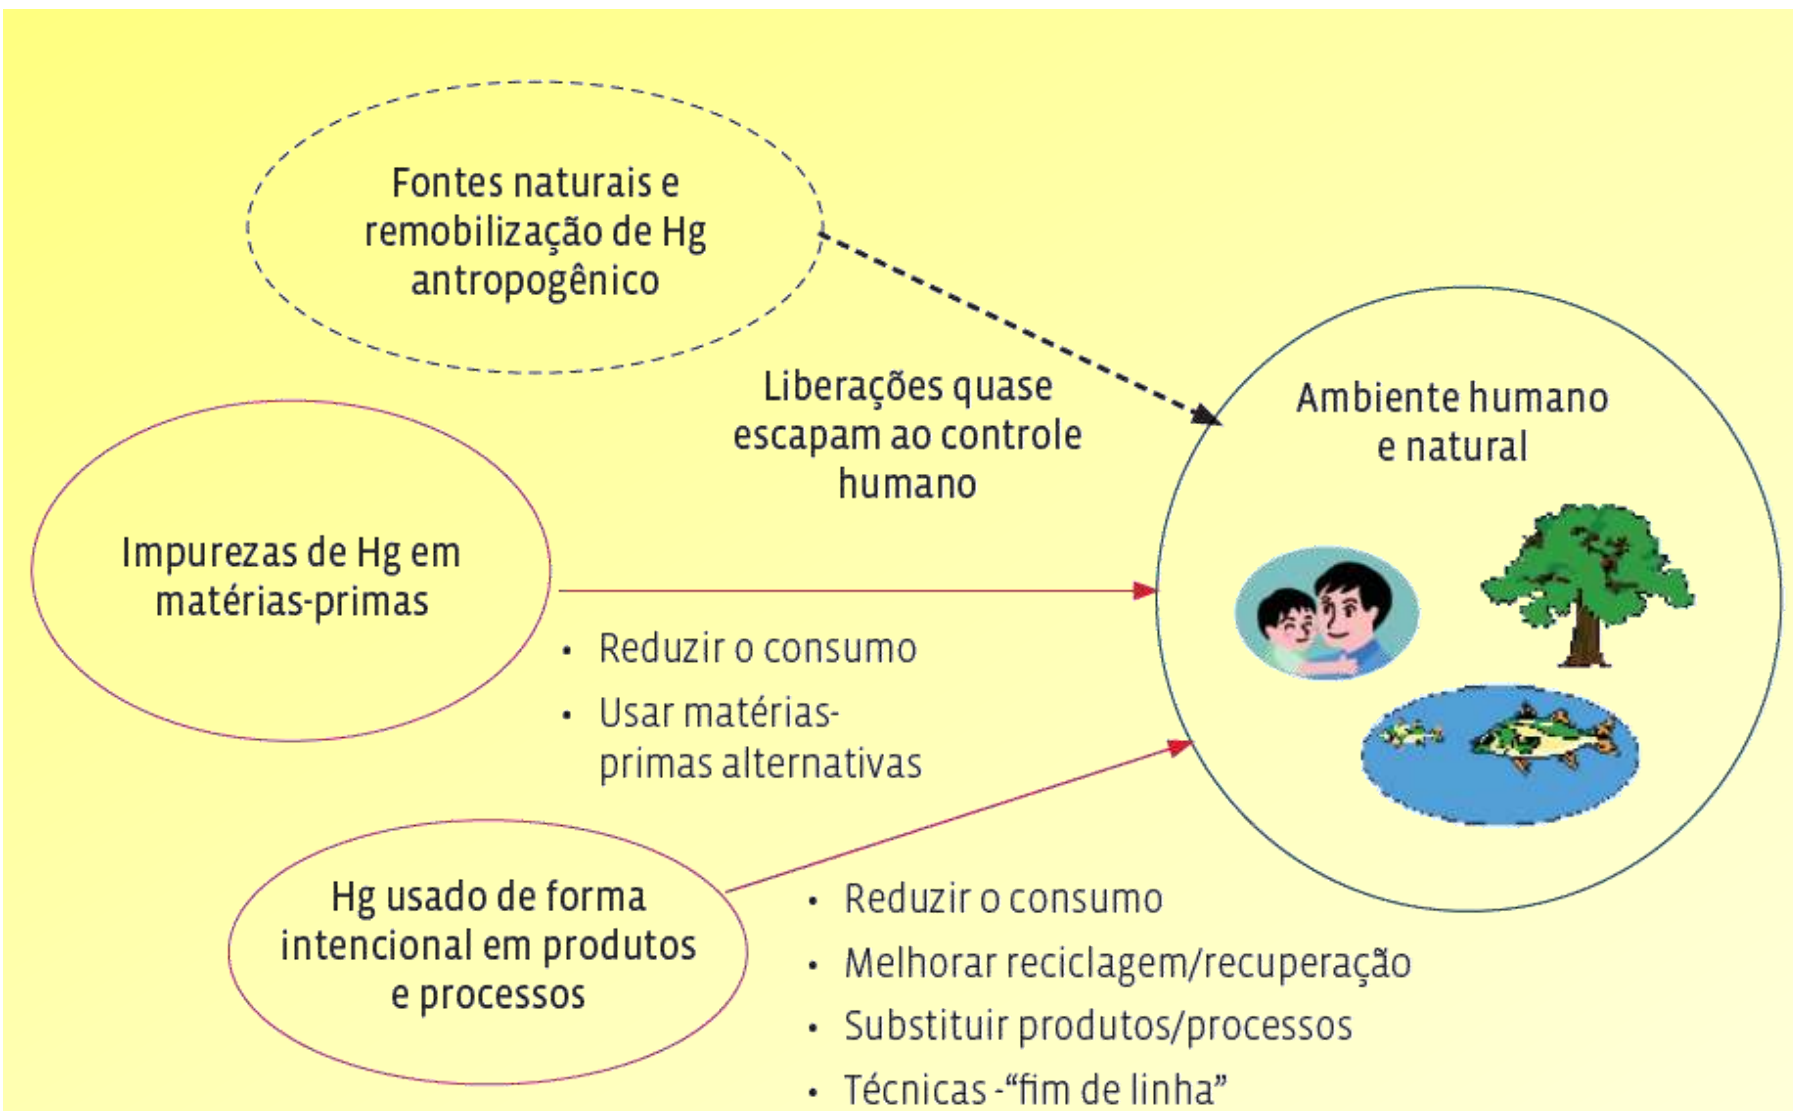 Fontes naturais e
remobilização de Hg
antropogênico
Liberações quase
escapam ao controle
humano
Ambiente humano
e natural
Impurezas de Hg em
matérias-primas
• Reduzir o consumo
• Usar matérias-
primas alternativas
Hg usado de forma
intencional em produtos
e processos
• Reduzir o consumo
• Melhorar reciclagem/recuperação
• Substituir produtos/processos
• Técnicas -“fim de linha”